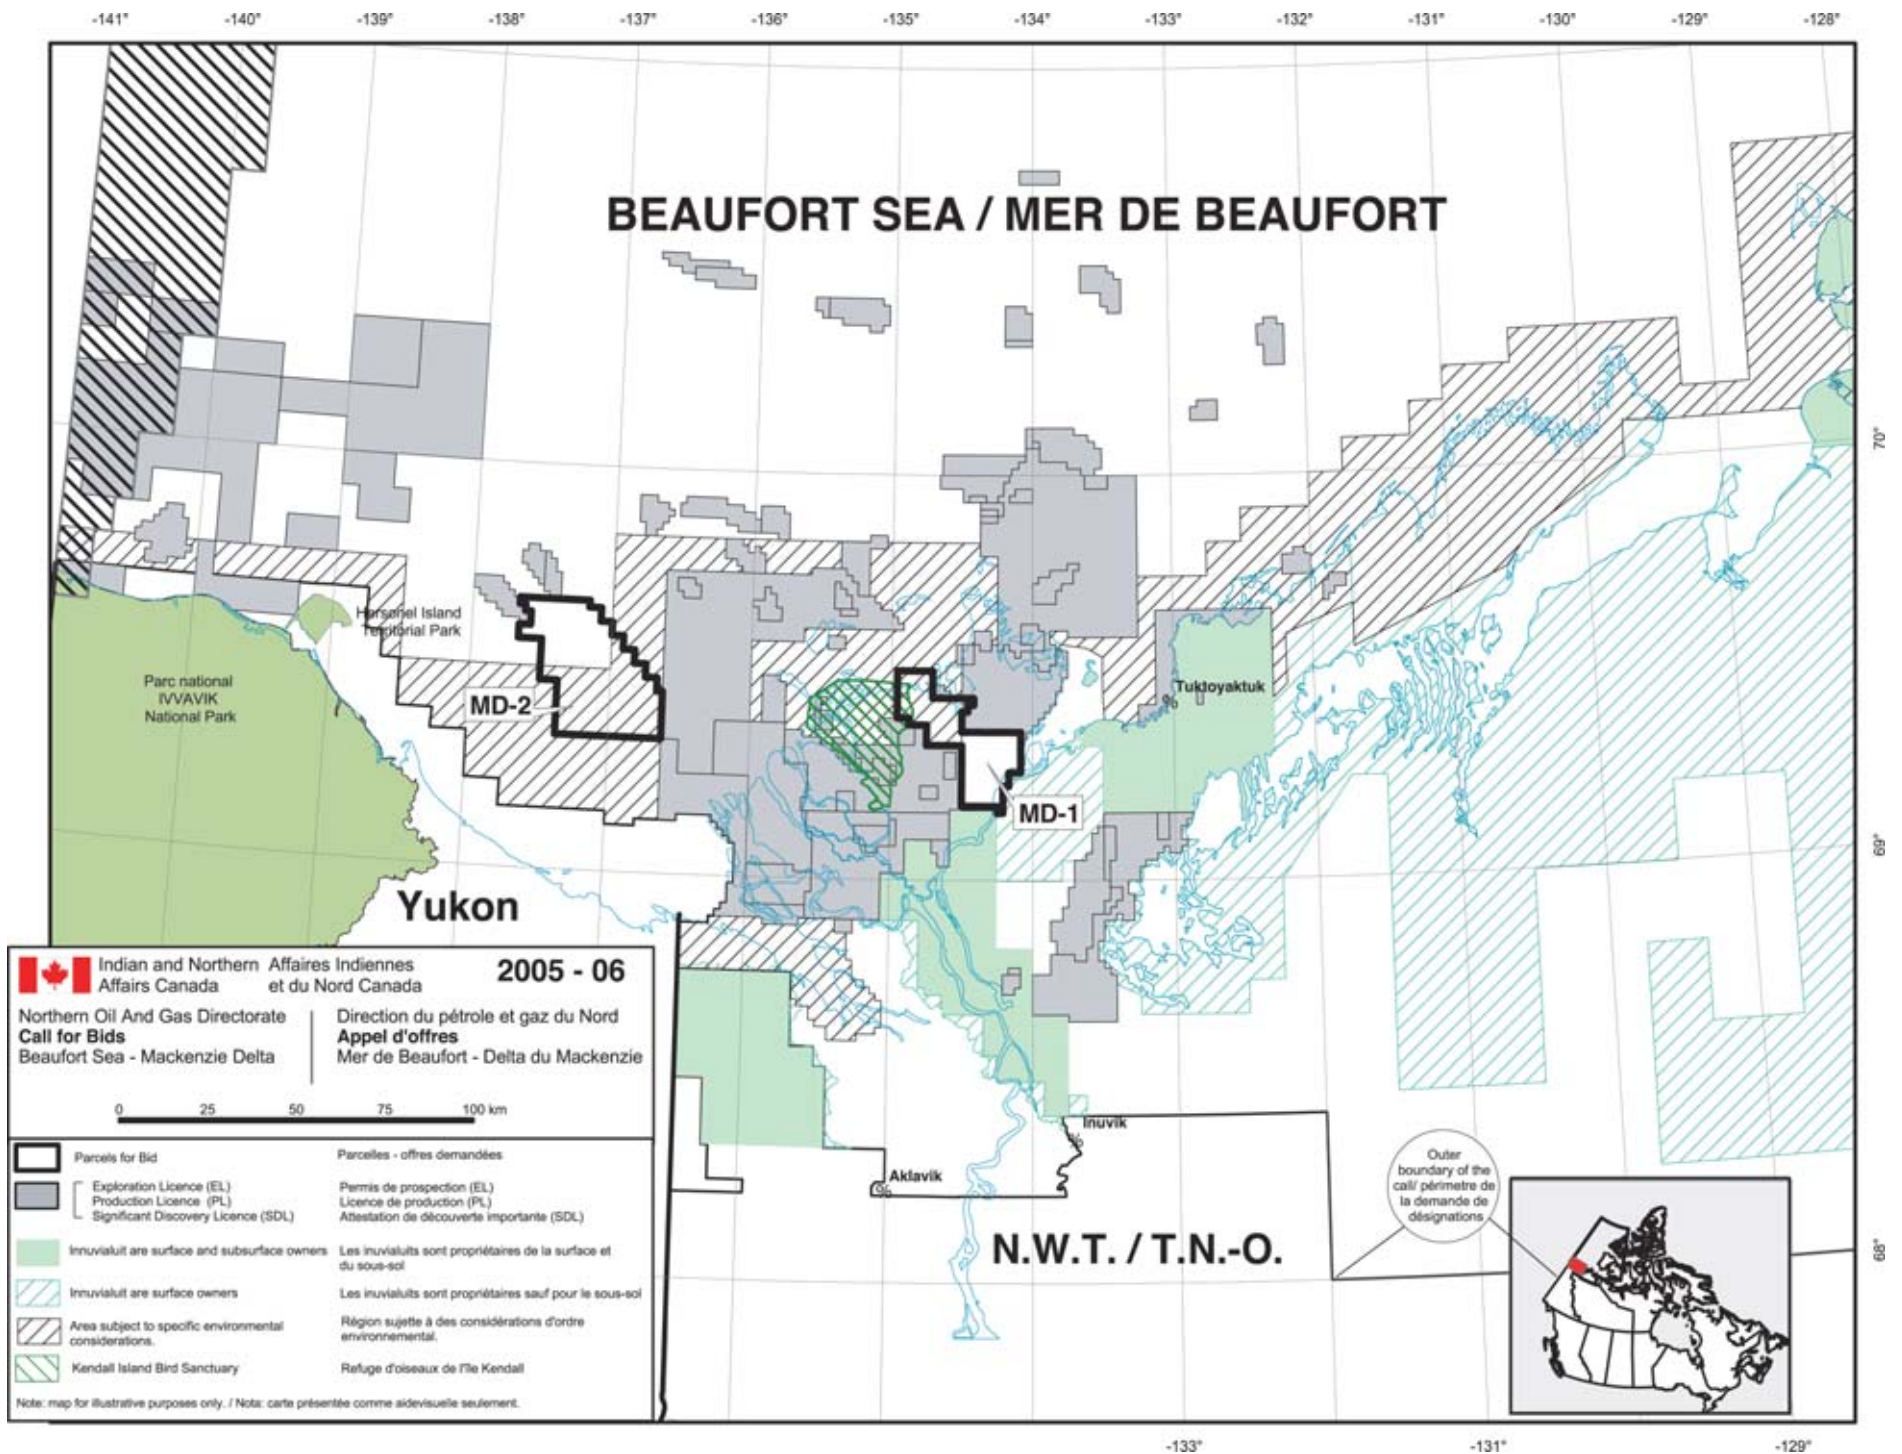 -141° -140° -139° -138° -137° -136° -135° -134° -133° -132° -131° -130° -129° -128°
BEAUFORT SEA / MER DE BEAUFORT
70°
Herschel Island
Territorial Park
Parc national
IVVAVIK
National Park
MD-2
Tuktoyaktuk
MD-1
69°
Yukon
Indian and Northern Affairs Canada
Affaires Indiennes et du Nord Canada
2005 - 06
Northern Oil And Gas Directorate
Call for Bids
Beaufort Sea - Mackenzie Delta
Direction du pétrole et gaz du Nord
Appel d'offres
Mer de Beaufort - Delta du Mackenzie
0 25 50 75 100 km
Parcels for Bid
Parcelles - offres demandées
Exploration Licence (EL)
Production Licence (PL)
Significant Discovery Licence (SDL)
Permis de prospection (EL)
Licence de production (PL)
Attestation de découverte importante (SDL)
Innuvialuit are surface and subsurface owners
Les inuvialuits sont propriétaires de la surface et
du sous-sol
Innuvialuit are surface owners
Les inuvialuits sont propriétaires sauf pour le sous-sol
Area subject to specific environmental
considerations.
Région sujette à des considérations d'ordre
environnemental.
Kendall Island Bird Sanctuary
Refuge d'oiseaux de l'île Kendall
Note: map for illustrative purposes only. / Nota: carte présentée comme aidevisuelle seulement.
Inuvik
Aklavik
N.W.T. / T.N.-O.
Outer
boundary of the
call/ périmetre de
la demande de
désignations
68°
-133° -131° -129°